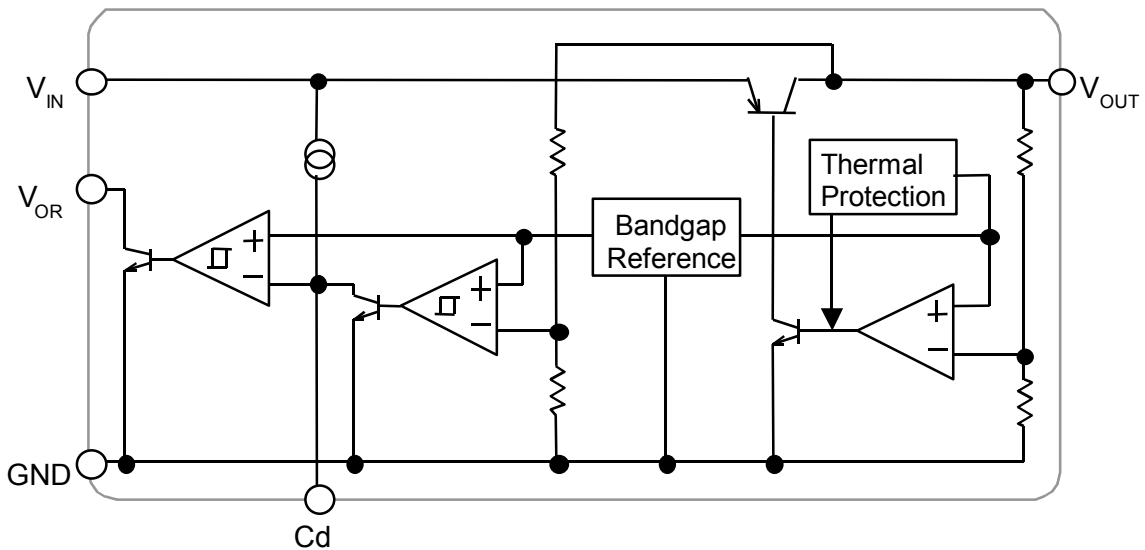 V_IN
V_OUT
Thermal
Protection
V_OR
Bandgap
Reference
+
−
+
−
+
−
GND
Cd